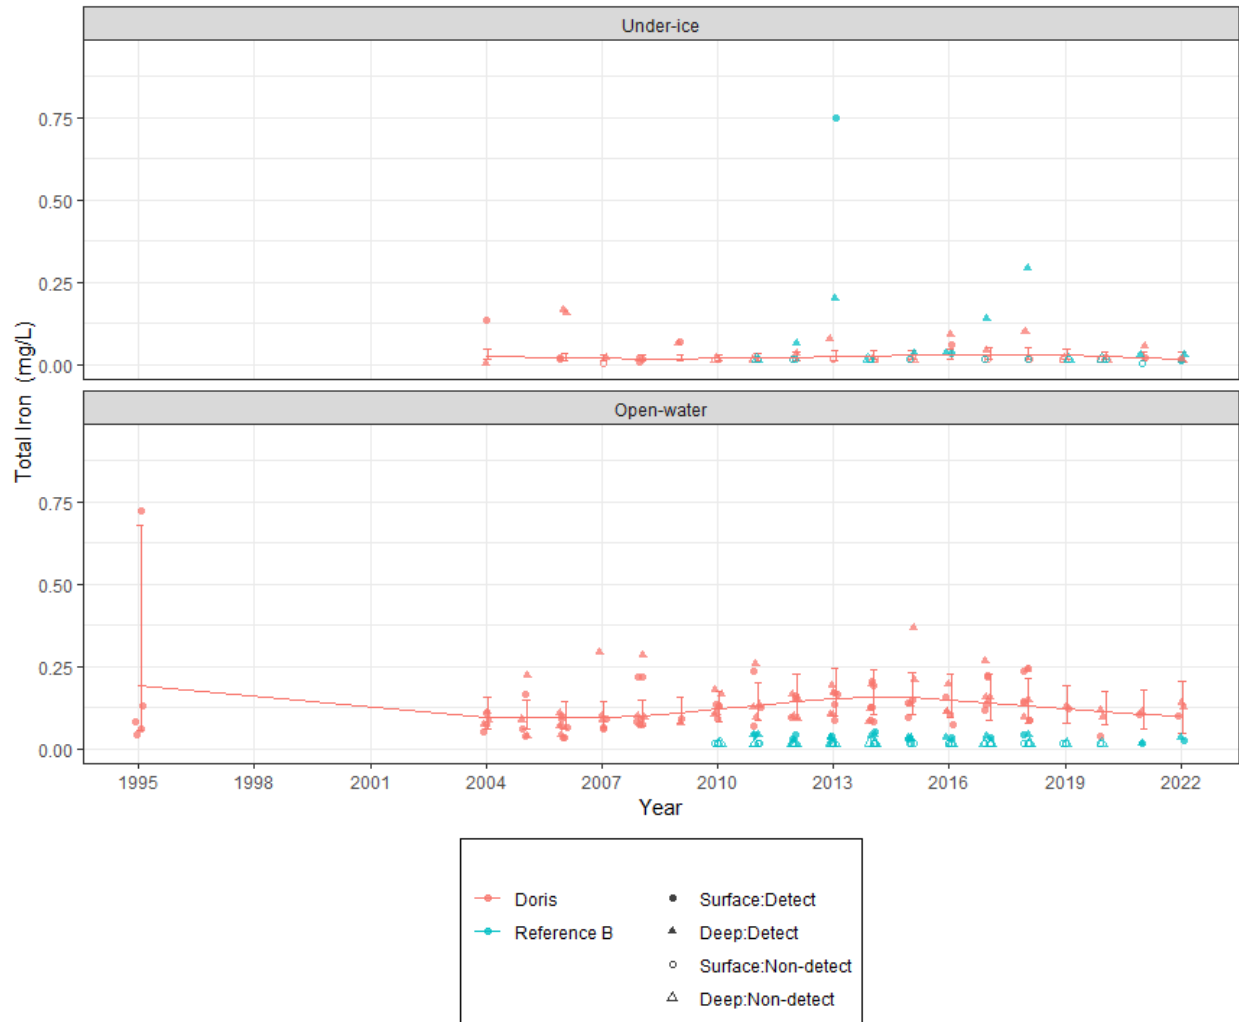 Under-ice
0.75
0.50
0.25
0.00
Total Iron (mg/L)
Open-water
0.75
0.50
0.25
0.00
1995 1998 2001 2004 2007 2010 2013 2016 2019 2022
Year
Doris
Reference B
Surface:Detect
Deep:Detect
Surface:Non-detect
Deep:Non-detect